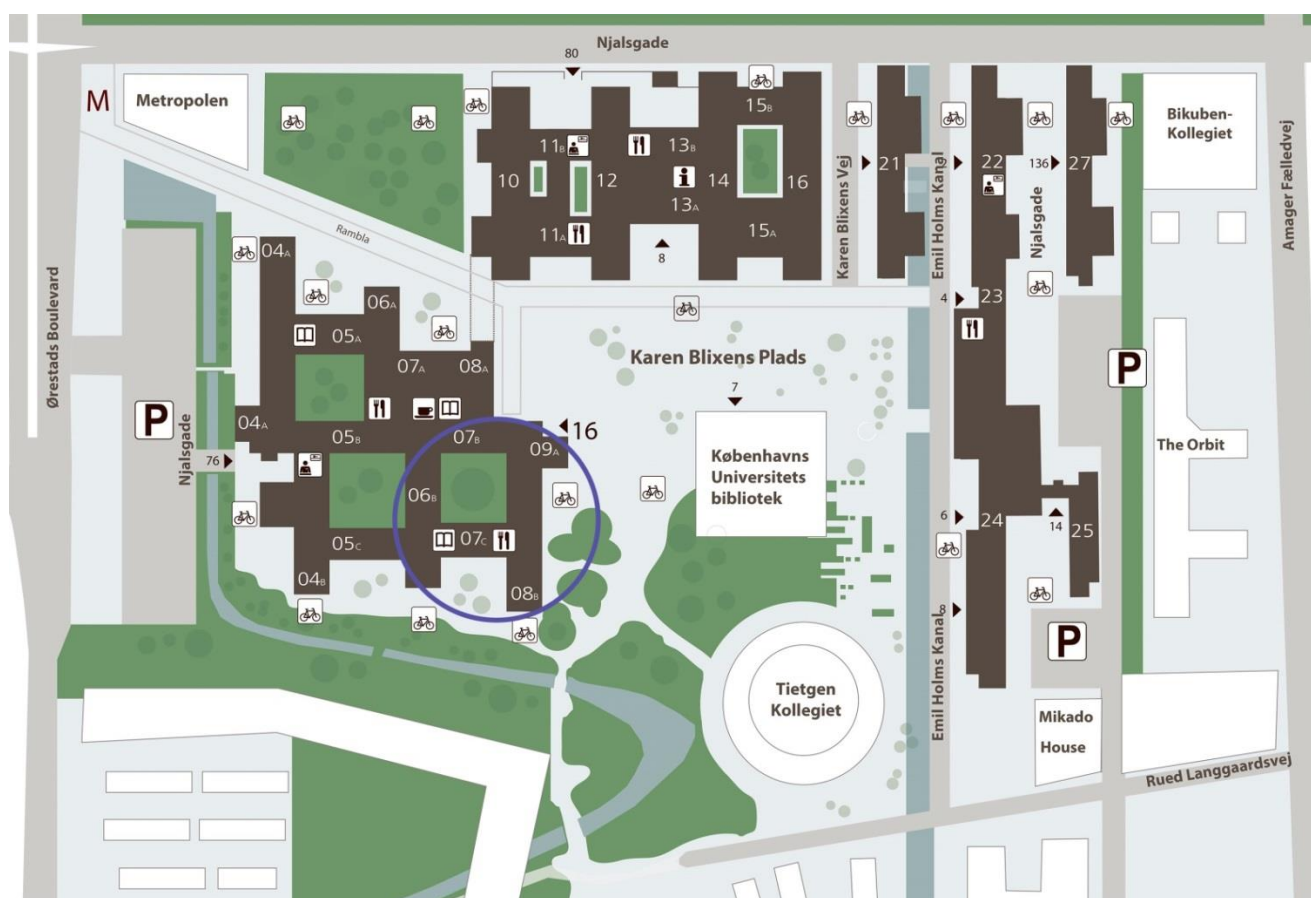 Njalsgade
80
M
Metropolen
15B
11B
13B
10
12
14
16
13A
11A
15A
8
Rambla
Karen Blixens Vej
21
Emil Holms Kanal
22
136
27
Njalsgade
Bikuben-
Kollegiet
Amager Fælledvej
Ørestads Boulevard
04A
06A
05A
07A
08A
Karen Blixens Plads
7
4
23
P
P
04A
05B
07B
16
09A
Njalsgade
76
06B
Københavns
Universitets
bibliotek
The Orbit
05C
07C
04B
08B
6
24
14
25
8
P
Emil Holms Kanal
Tietgen
Kollegiet
Mikado
House
Rued Langgaardsvej